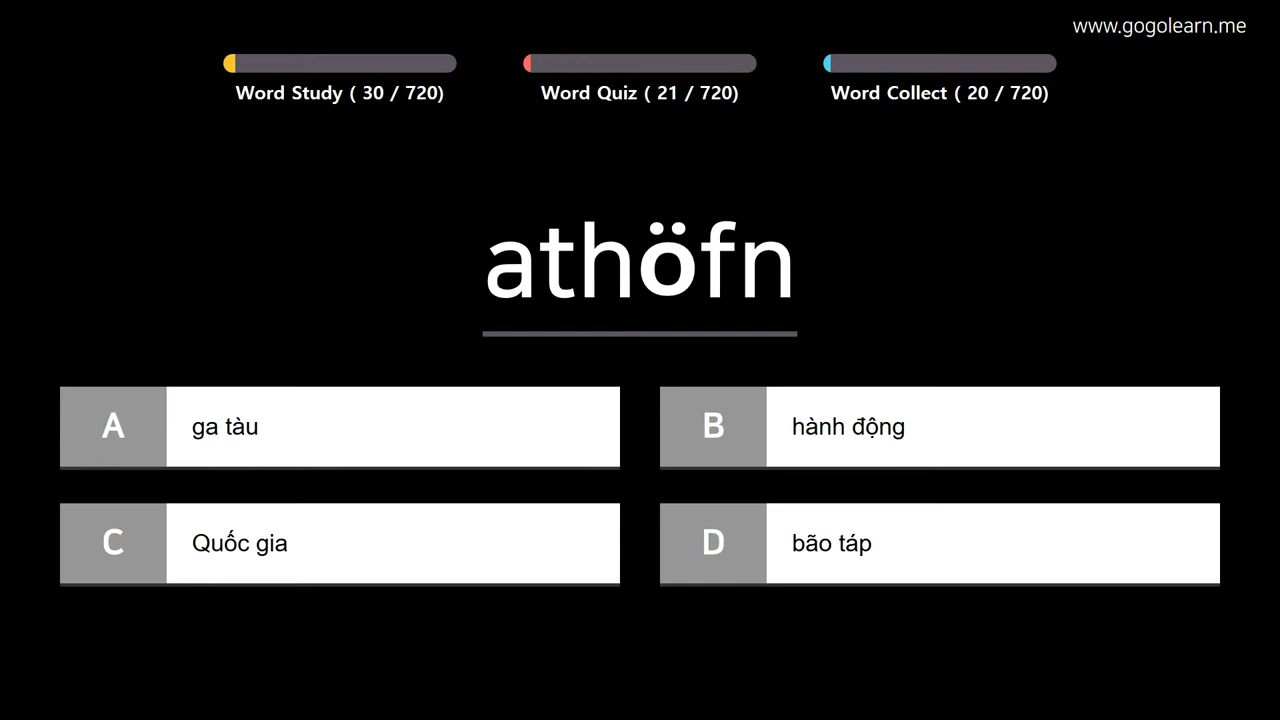 www.gogolearn.me
Word Study ( 30 / 720)
Word Quiz ( 21 / 720)
Word Collect ( 20 / 720)
athöfn
A
ga tàu
B
hành động
C
Quốc gia
D
bão táp